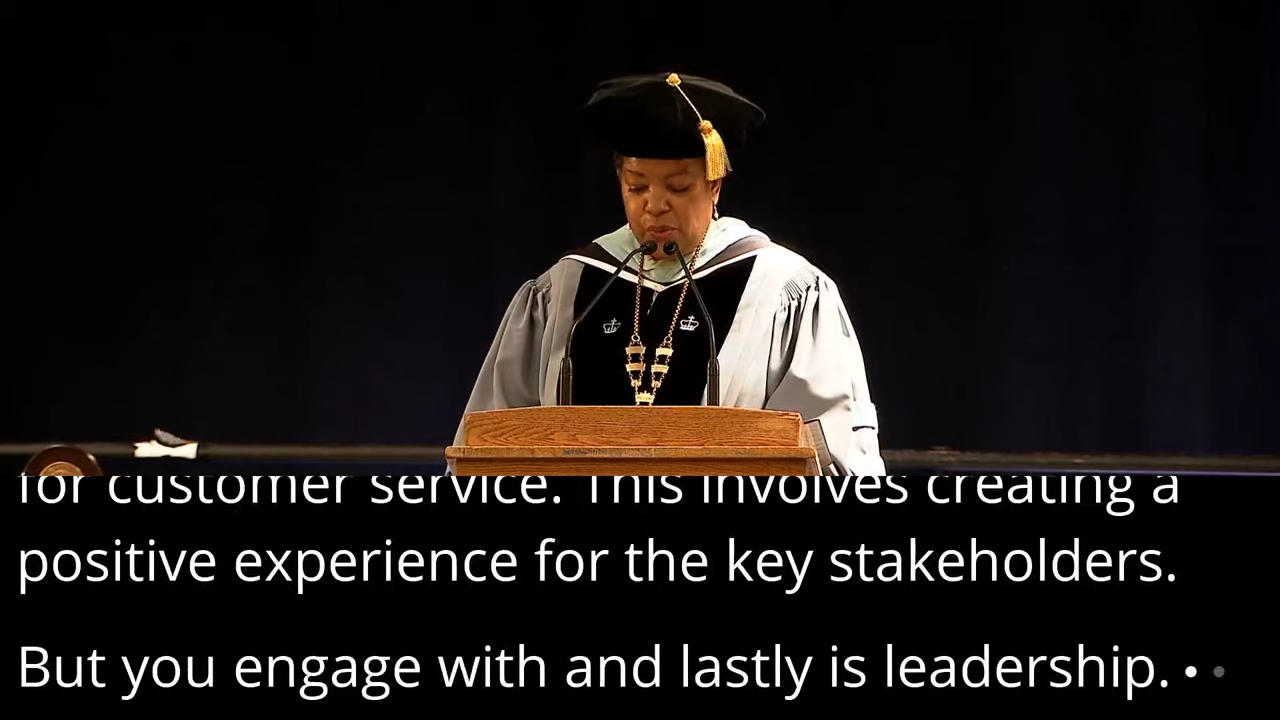 for customer service. This involves creating a
positive experience for the key stakeholders.
But you engage with and lastly is leadership.